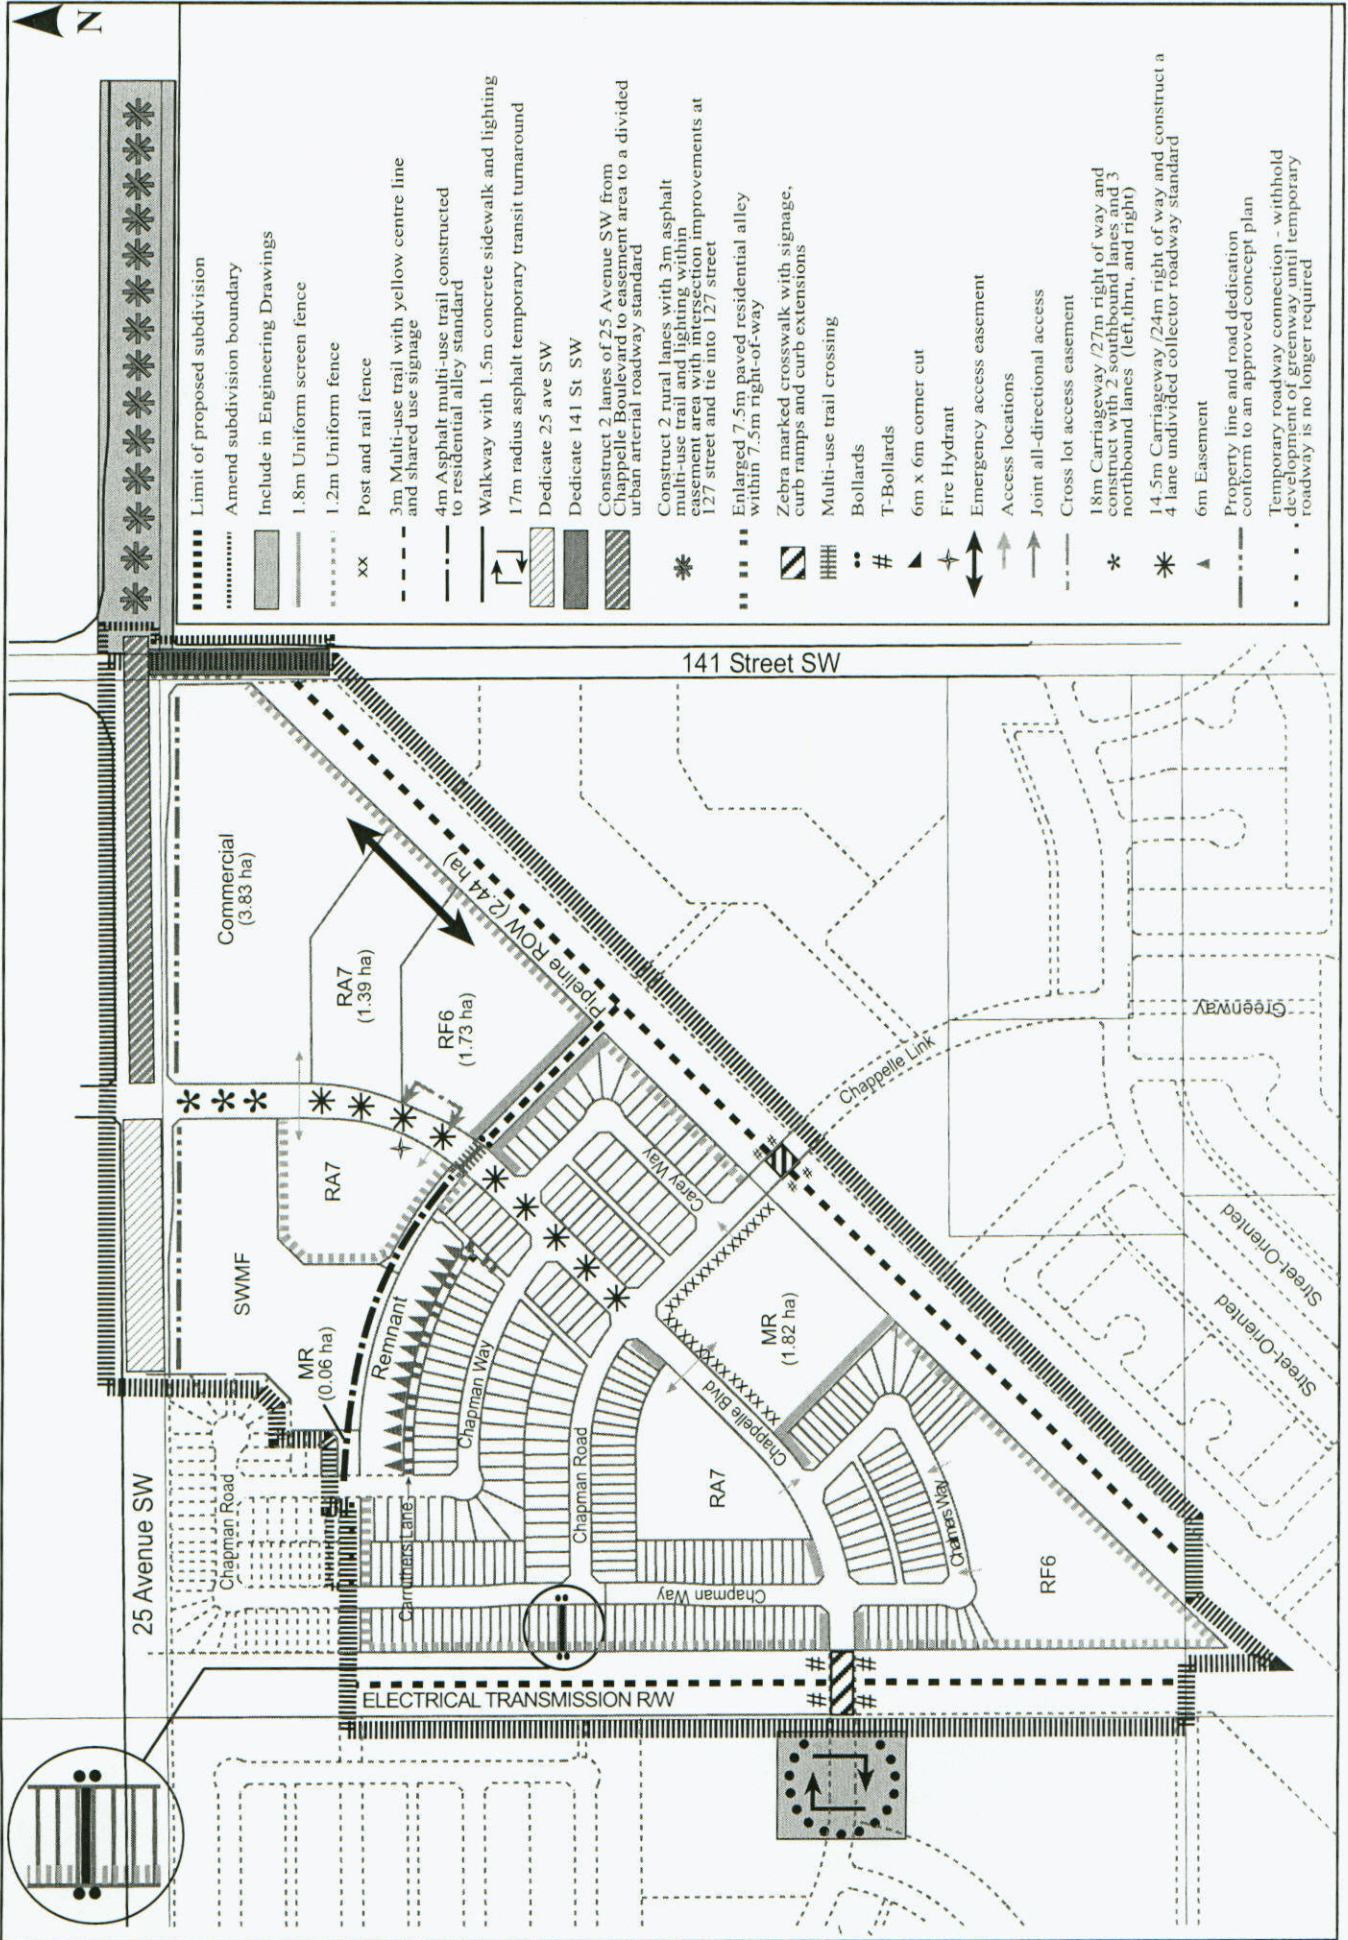 N
Limit of proposed subdivision
Amend subdivision boundary
Include in Engineering Drawings
1.8m Uniform screen fence
1.2m Uniform fence
xx
Post and rail fence
3m Multi-use trail with yellow centre line
and shared use signage
4m Asphalt multi-use trail constructed
to residential alley standard
Walkway with 1.5m concrete sidewalk and lighting
17m radius asphalt temporary transit turnaround
Dedicate 25 ave SW
Dedicate 141 St SW
Construct 2 lanes of 25 Avenue SW from
Chappelle Boulevard to easement area to a divided
urban arterial roadway standard
Construct 2 rural lanes with 3m asphalt
multi-use trail and lighting within
easement area with intersection improvements at
127 street and tie into 127 street
Enlarged 7.5m paved residential alley
within 7.5m right-of-way
Zebra marked crosswalk with signage,
curb ramps and curb extensions
Multi-use trail crossing
Bollards
#
T-Bollards
6m x 6m corner cut
Fire Hydrant
Emergency access easement
Access locations
Joint all-directional access
Cross lot access easement
18m Carriageway /27m right of way and
construct with 2 southbound lanes and 3
northbound lanes (left,thru, and right)
14.5m Carriageway /24m right of way and construct a
4 lane undivided collector roadway standard
6m Easement
Property line and road dedication
conform to an approved concept plan
Temporary roadway connection - withhold
development of greenway until temporary
roadway is no longer required
141 Street SW
25 Avenue SW
Commercial
(3.83 ha)
RA7
(1.39 ha)
RF6
(1.73 ha)
Pipeline ROW (2.44 ha)
RA7
SWMF
MR
(0.06 ha)
Remnant
Chapman Road
Chapman Way
Carruthers Lane
Chapman Road
Carey Way
Chappelle Link
MR
(1.82 ha)
Chappelle Blvd
RA7
Chapman Way
Chalmers Way
RF6
ELECTRICAL TRANSMISSION R/W
Greenway
Street-Oriented
Street-Oriented